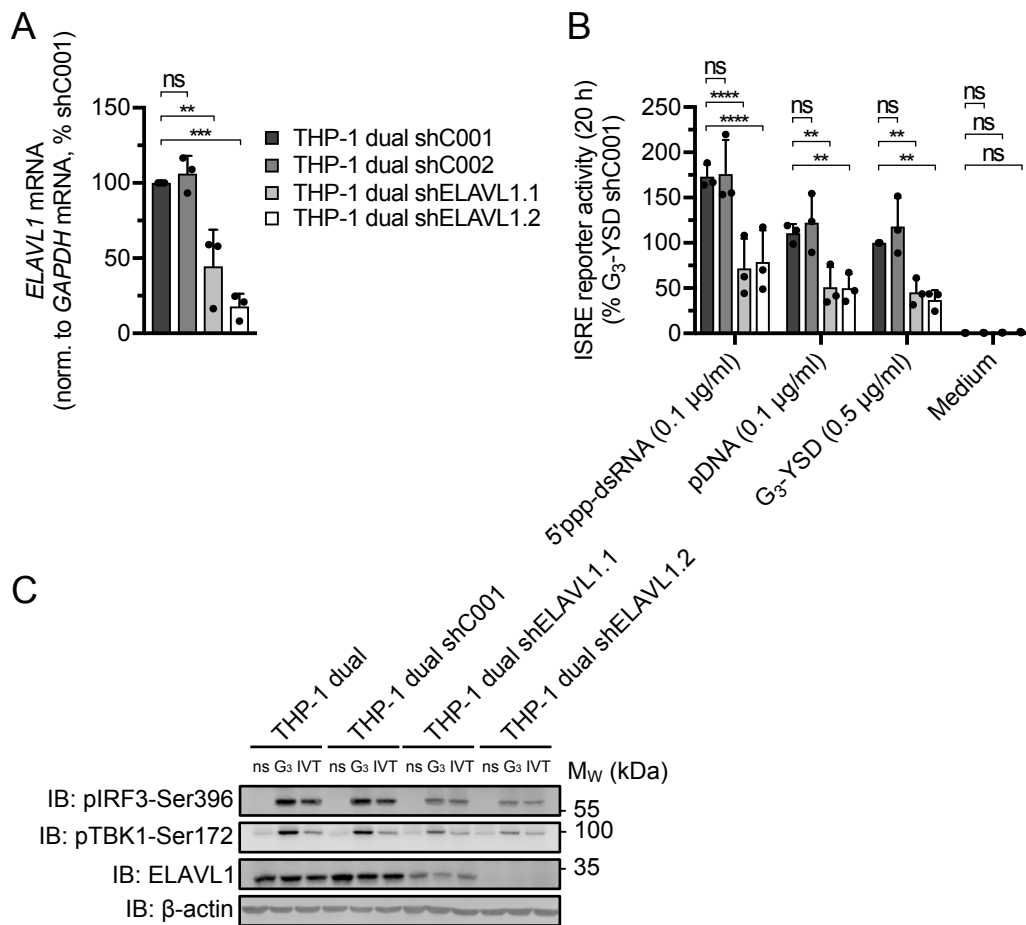 A
ELAVL1 mRNA
(norm. to GAPDH mRNA, % shC001)
ns
**
***
100
75
50
25
0
THP-1 dual shC001
THP-1 dual shC002
THP-1 dual shELAVL1.1
THP-1 dual shELAVL1.2
B
ISRE reporter activity (20 h)
(% G₃-YSD shC001)
ns
****
****
ns
**
**
ns
**
**
ns
ns
ns
250
200
150
100
50
0
5'ppp-dsRNA (0.1 µg/ml)
pDNA (0.1 µg/ml)
G₃-YSD (0.5 µg/ml)
Medium
C
THP-1 dual
THP-1 dual shC001
THP-1 dual shELAVL1.1
THP-1 dual shELAVL1.2
ns G₃ IVT ns G₃ IVT ns G₃ IVT ns G₃ IVT
M_W (kDa)
IB: pIRF3-Ser396
55
IB: pTBK1-Ser172
100
IB: ELAVL1
35
IB: β-actin